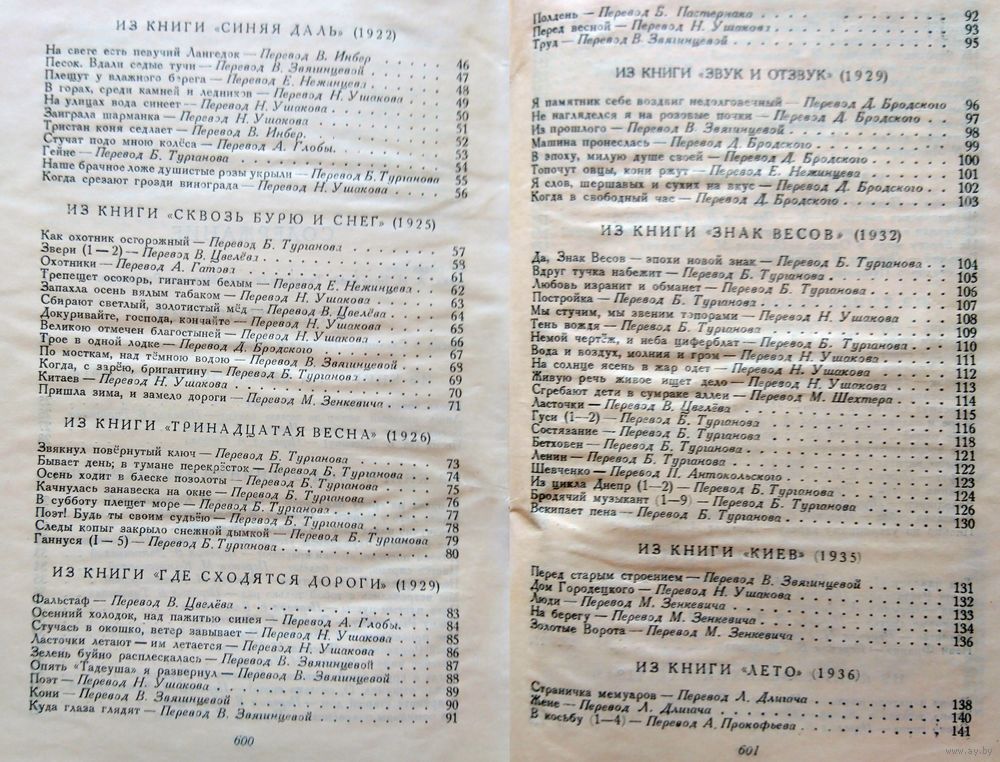 ИЗ КНИГИ «СИНЯЯ ДАЛЬ» (1922)
На свете есть певучий Лангедок — Перевод В. Инбер 46
Песок. Вдали седые тучи — Перевод В. Звягинцевой 47
Плещут у влажного берега — Перевод Е. Нежинцева 48
В горах, среди камней и ледников — Перевод Н. Ушакова 49
На улицах вода синеет — Перевод Н. Ушакова 50
Заиграла шарманка — Перевод Н. Ушакова 51
Тристан коня седлает — Перевод В. Инбер. 52
Стучат подо мною колёса — Перевод А. Глобы. 53
Гейне — Перевод Б. Турганова 54
Наше брачное ложе душистые розы укрыли — Перевод Б. Турганова 55
Когда срезают грозди винограда — Перевод Н. Ушакова 56
ИЗ КНИГИ «СКВОЗЬ БУРЮ И СНЕГ» (1925)
Как охотник осторожный — Перевод Б. Турганова 57
Звери (1—2) — Перевод В. Цвелёва 58
Охотники — Перевод А. Гатова 61
Трепещет осокорь, гигантом белым — Перевод Е. Нежинцева 62
Запахла осень вялым табаком — Перевод Н. Ушакова 63
Сбирают светлый, золотистый мёд — Перевод В. Цвелёва 64
Докуривайте, господа, кончайте — Перевод Н. Ушакова 65
Великою отмечен благостыней — Перевод Н. Ушакова 66
Трое в одной лодке — Перевод Д. Бродского 67
По мосткам, над тёмною водою — Перевод В. Звягинцевой 68
Когда, с зарёю, бригантину — Перевод Б. Турганова 69
Китаев — Перевод Н. Ушакова 70
Пришла зима, и замело дороги — Перевод М. Зенкевича 71
ИЗ КНИГИ «ТРИНАДЦАТАЯ ВЕСНА» (1926)
Звякнул повёрнутый ключ — Перевод Б. Турганова 73
Бывает день; в тумане перекрёсток — Перевод Б. Турганова 74
Осень ходит в блеске позолоты — Перевод Б. Турганова 75
Качнулась занавеска на окне — Перевод Б. Турганова 76
В субботу плещет море — Перевод Б. Турганова 77
Поэт! Будь ты своим судьёю — Перевод Б. Турганова 78
Следы копыт закрыло снежной дымкой — Перевод Б. Турганова 79
Ганнуся (1—5) — Перевод Б. Турганова 80
ИЗ КНИГИ «ГДЕ СХОДЯТСЯ ДОРОГИ» (1929)
Фальстаф — Перевод В. Цвелёва 83
Осенний холодок, над пажитью синея — Перевод А. Глобы. 84
Стучась в окошко, ветер завывает — Перевод Н. Ушакова 85
Ласточки летают — им летается — Перевод Н. Ушакова 86
Зелень буйно расплескалась — Перевод В. Звягинцевой 87
Опять "Тадеуша" я развернул — Перевод В. Звягинцевой 88
Поэт — Перевод Н. Ушакова 89
Кони — Перевод В. Звягинцевой 90
Куда глаза глядят — Перевод В. Звягинцевой 91
600
Полдень — Перевод Б. Пастернака 92
Перед весной — Перевод Н. Ушакова 93
Труд — Перевод В. Звягинцевой 95
ИЗ КНИГИ «ЗВУК И ОТЗВУК» (1929)
Я памятник себе воздвиг недолговечный — Перевод Д. Бродского 96
Не нагляделся я на розовые почки — Перевод Д. Бродского 97
Из прошлого — Перевод В. Звягинцевой 98
Машина пронеслась — Перевод Д. Бродского 99
В эпоху, милую душе своей — Перевод Д. Бродского 100
Топочут овцы, кони ржут — Перевод Е. Нежинцева 101
Я слов, шершавых и сухих на вкус — Перевод Д. Бродского 102
Когда в свободный час — Перевод Д. Бродского 103
ИЗ КНИГИ «ЗНАК ВЕСОВ» (1932)
Да, Знак Весов — эпохи новой знак — Перевод Б. Турганова 104
Вдруг тучка набежит — Перевод Б. Турганова 105
Любовь изранит и обманет — Перевод Б. Турганова 106
Постройка — Перевод Б. Турганова 107
Мы стучим, мы звеним топорами — Перевод Н. Ушакова 108
Тень вождя — Перевод Б. Турганова 109
Немой чертёж, и неба циферблат — Перевод Б. Турганова 110
Вода и воздух, молния и гром — Перевод Н. Ушакова 111
На солнце ясень в жар одет — Перевод Н. Ушакова 112
Живую речь живое ищет дело — Перевод Н. Ушакова 113
Сгребают дети в сумраке аллеи — Перевод М. Шехтера 114
Ласточки — Перевод В. Цвелёва 115
Гуси (1—2) — Перевод Б. Турганова 116
Состязание — Перевод Б. Турганова 118
Бетховен — Перевод Б. Турганова 121
Ленин — Перевод Б. Турганова 122
Шевченко — Перевод П. Антокольского 123
Из цикла Днепр (1—2) — Перевод Б. Турганова 124
Бродячий музыкант (1—9) — Перевод Б. Турганова 126
Вскипает пена — Перевод Б. Турганова 130
ИЗ КНИГИ «КИЕВ» (1935)
Перед старым строением — Перевод В. Звягинцевой 131
Дом Городецкого — Перевод Н. Ушакова 132
Люди — Перевод М. Зенкевича 133
На берегу — Перевод М. Зенкевича 134
Золотые Ворота — Перевод М. Зенкевича 136
ИЗ КНИГИ «ЛЕТО» (1936)
Страничка мемуаров — Перевод Л. Длигача 138
Жене — Перевод Л. Длигача 140
В косьбу (1—4) — Перевод А. Прокофьева 141
601
www.ay.by